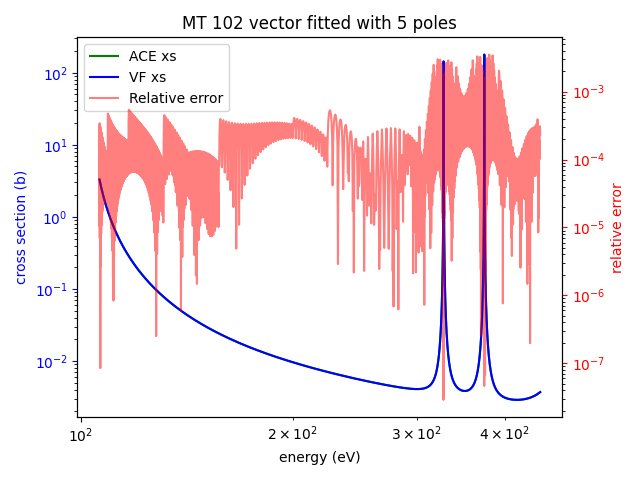 MT 102 vector fitted with 5 poles
ACE xs
VF xs
Relative error
10²
10¹
10⁰
10⁻¹
10⁻²
cross section (b)
10⁻³
10⁻⁴
10⁻⁵
10⁻⁶
10⁻⁷
relative error
10² 2 × 10² 3 × 10² 4 × 10²
energy (eV)